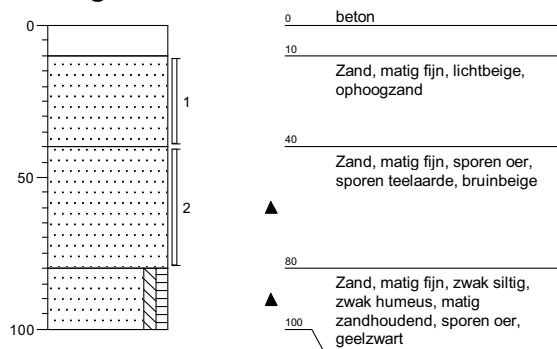 0
50
100
1
2
0
beton
10
Zand, matig fijn, lichtbeige,
ophoogzand
40
Zand, matig fijn, sporen oer,
sporen teelaarde, bruinbeige
80
Zand, matig fijn, zwak siltig,
zwak humeus, matig
zandhoudend, sporen oer,
geelzwart
100